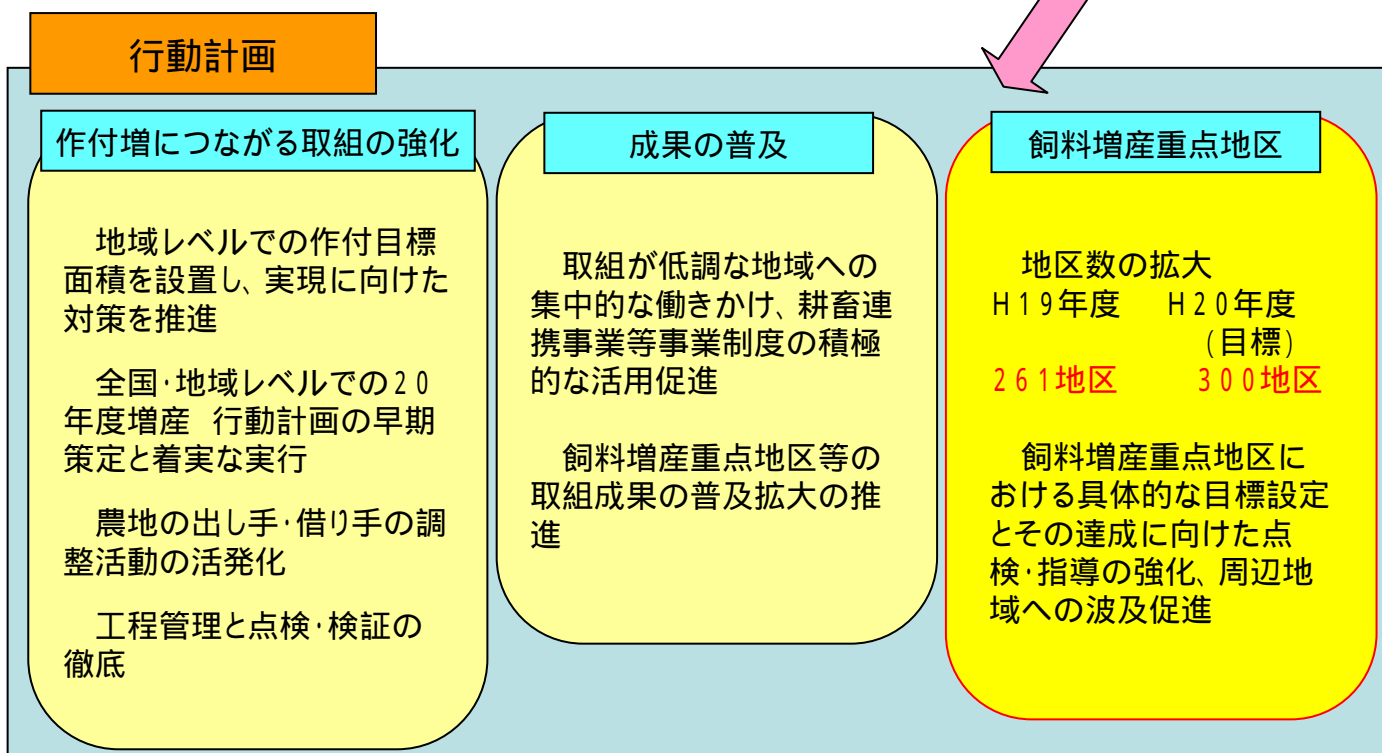 行動計画
作付増につながる取組の強化
地域レベルでの作付目標
面積を設置し、実現に向けた
対策を推進
全国・地域レベルでの20
年度増産 行動計画の早期
策定と着実な実行
農地の出し手・借り手の調
整活動の活発化
工程管理と点検・検証の
徹底
成果の普及
取組が低調な地域への
集中的な働きかけ、耕畜連
携事業等事業制度の積極
的な活用促進
飼料増産重点地区等の
取組成果の普及拡大の推
進
飼料増産重点地区
地区数の拡大
H19年度 H20年度
(目標)
261地区 300地区
飼料増産重点地区に
おける具体的な目標設定
とその達成に向けた点
検・指導の強化、周辺地
域への波及促進